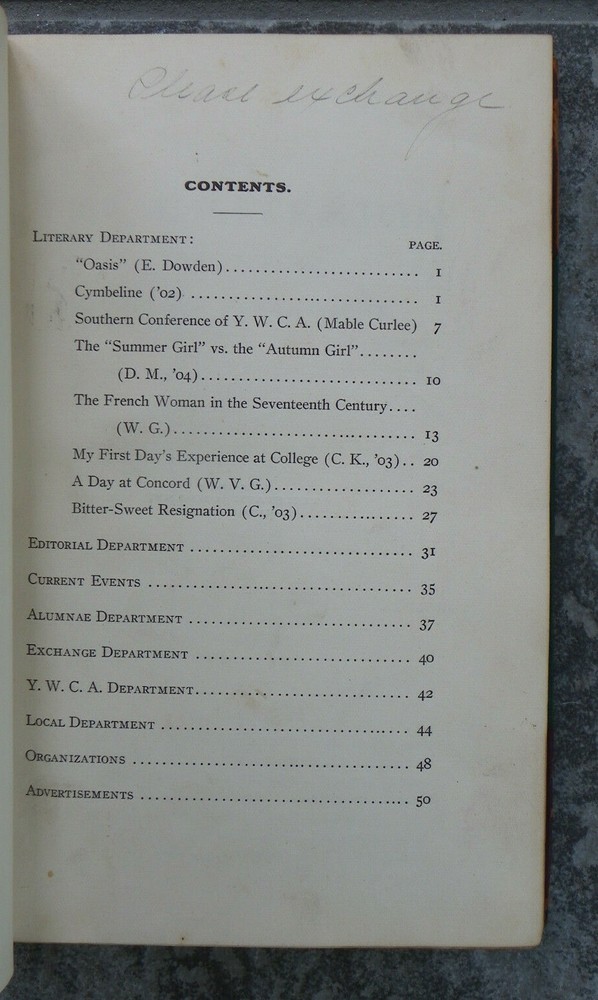 Please exchange
CONTENTS.
LITERARY DEPARTMENT:
PAGE.
"Oasis" (E. Dowden)........................ 1
Cymbeline ('02) ............................ 1
Southern Conference of Y. W. C. A. (Mable Curlee) 7
The "Summer Girl" vs. the "Autumn Girl"........
(D. M., '04)............................ 10
The French Woman in the Seventeenth Century....
(W. G.)................................ 13
My First Day's Experience at College (C. K., '03).. 20
A Day at Concord (W. V. G.).................. 23
Bitter-Sweet Resignation (C., '03)............... 27
EDITORIAL DEPARTMENT .............................. 31
CURRENT EVENTS ................................... 35
ALUMNAE DEPARTMENT .............................. 37
EXCHANGE DEPARTMENT ............................. 40
Y. W. C. A. DEPARTMENT............................. 42
LOCAL DEPARTMENT ................................. 44
ORGANIZATIONS ..................................... 48
ADVERTISEMENTS .................................... 50